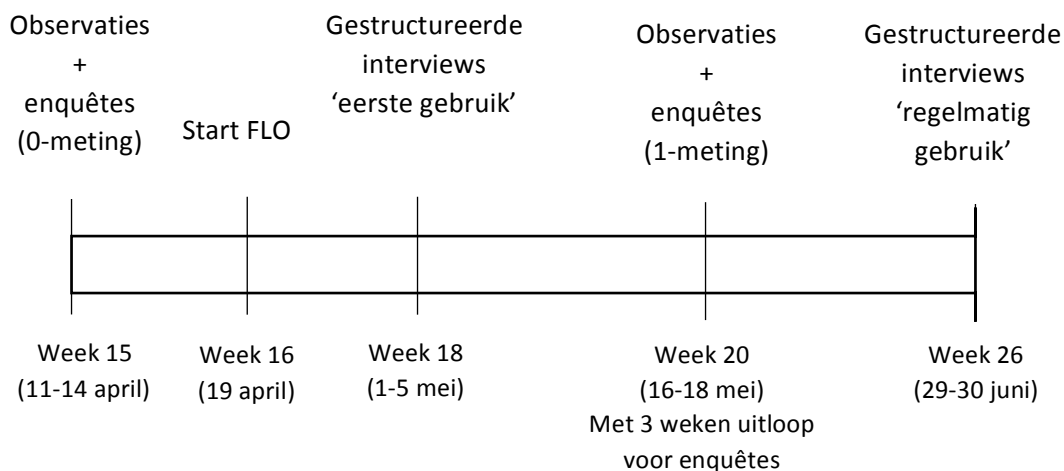 Observaties
+
enquêtes
(0-meting)
Start FLO
Gestructureerde
interviews
‘eerste gebruik’
Observaties
+
enquêtes
(1-meting)
Gestructureerde
interviews
‘regelmatig
gebruik’
Week 15
(11-14 april)
Week 16
(19 april)
Week 18
(1-5 mei)
Week 20
(16-18 mei)
Met 3 weken uitloop
voor enquêtes
Week 26
(29-30 juni)